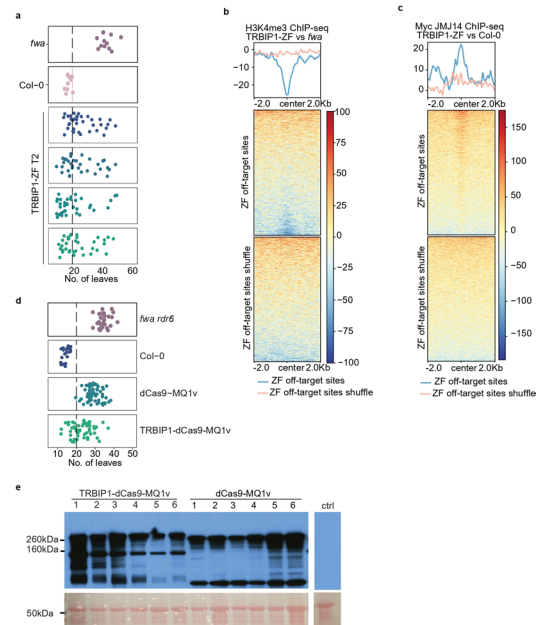 a
fwa
Col−0
TRBIP1-ZF T2
20 40 60
No. of leaves
b
H3K4me3 ChIP-seq
TRBIP1-ZF vs fwa
0
−10
−20
-2.0 center 2.0Kb
ZF off-target sites
ZF off-target sites shuffle
100
75
50
25
0
−25
−50
−75
−100
-2.0 center 2.0Kb
ZF off-target sites
ZF off-target sites shuffle
c
Myc JMJ14 ChIP-seq
TRBIP1-ZF vs Col-0
20
10
0
-2.0 center 2.0Kb
ZF off-target sites
ZF off-target sites shuffle
150
100
50
0
−50
−100
−150
-2.0 center 2.0Kb
ZF off-target sites
ZF off-target sites shuffle
d
fwa rdr6
Col−0
dCas9−MQ1v
TRBIP1-dCas9-MQ1v
10 20 30 40 50
No. of leaves
e
TRBIP1-dCas9-MQ1v dCas9-MQ1v ctrl
1 2 3 4 5 6 1 2 3 4 5 6
260kDa
160kDa
50kDa